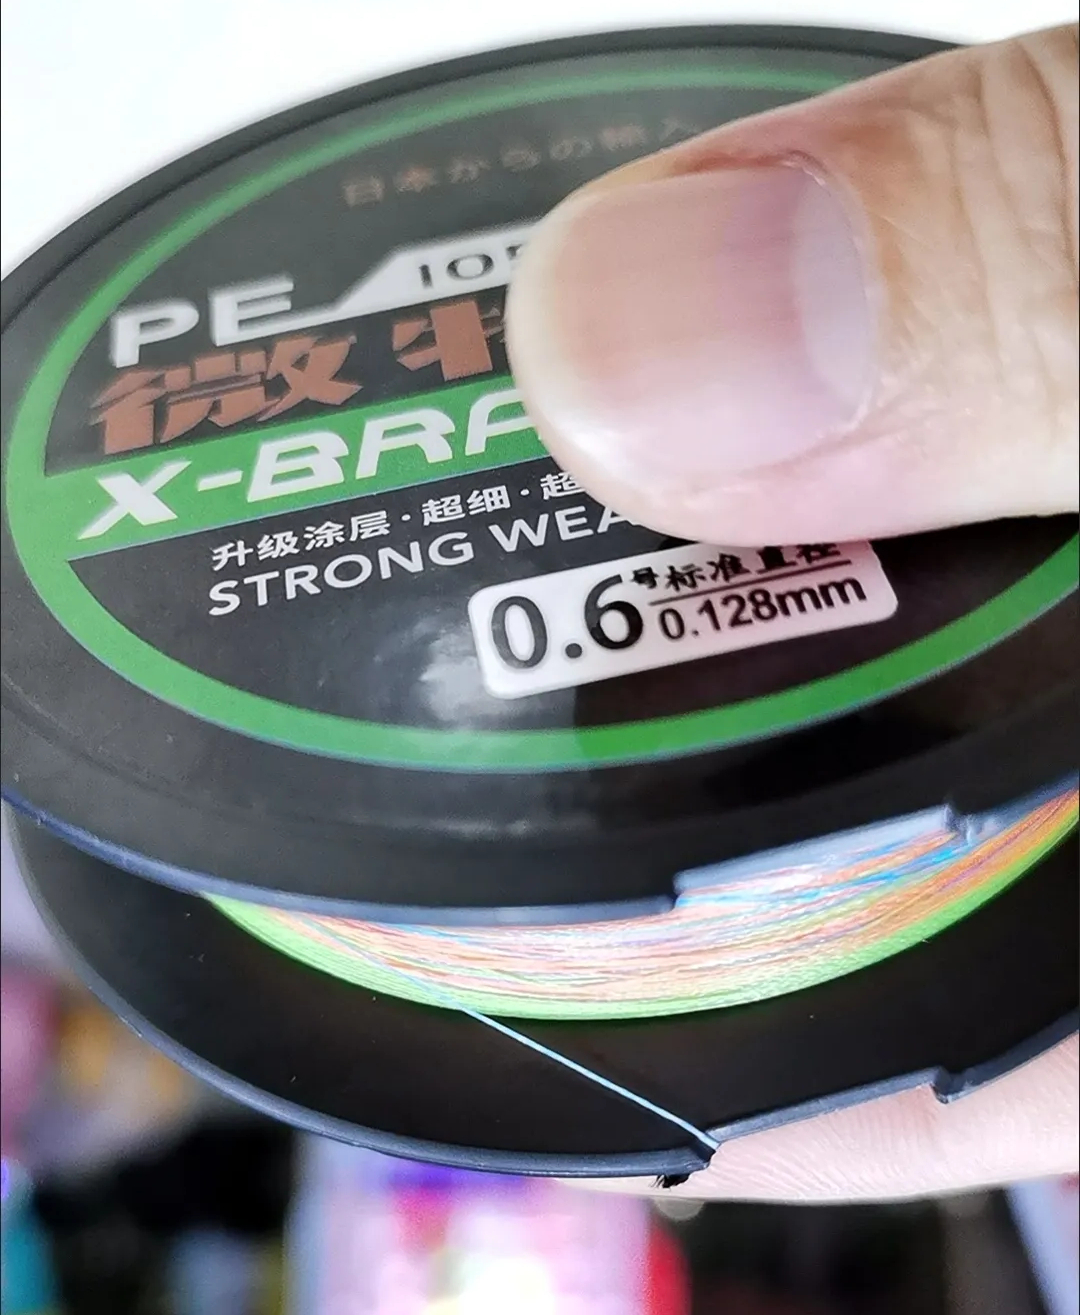 日本からの輸入
PE
微 特
X-BRA
升级涂层·超细·超
STRONG WEA
0.6号标准直径
0.128mm